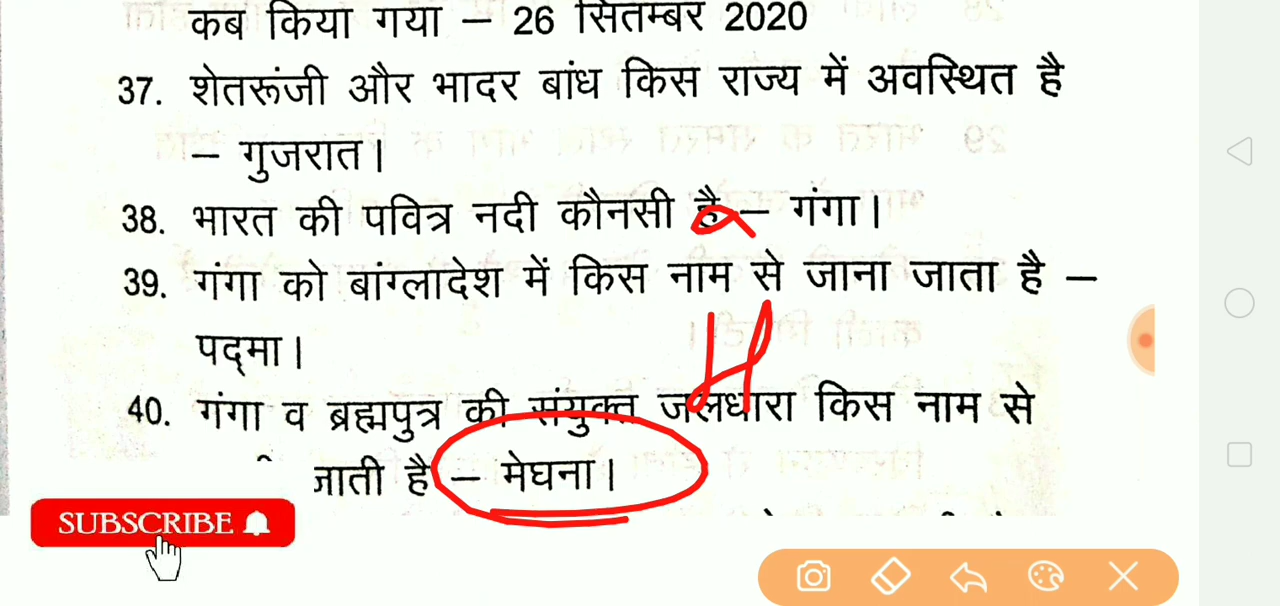 कब किया गया – 26 सितम्बर 2020
37. शेतरूंजी और भादर बांध किस राज्य में अवस्थित है
– गुजरात।
38. भारत की पवित्र नदी कौनसी है – गंगा।
39. गंगा को बांग्लादेश में किस नाम से जाना जाता है –
पद्मा।
40. गंगा व ब्रह्मपुत्र की संयुक्त जलधारा किस नाम से
जाती है – मेघना।
SUBSCRIBE